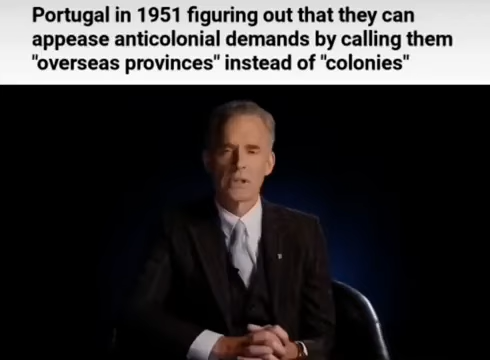 Portugal in 1951 figuring out that they can
appease anticolonial demands by calling them
"overseas provinces" instead of "colonies"